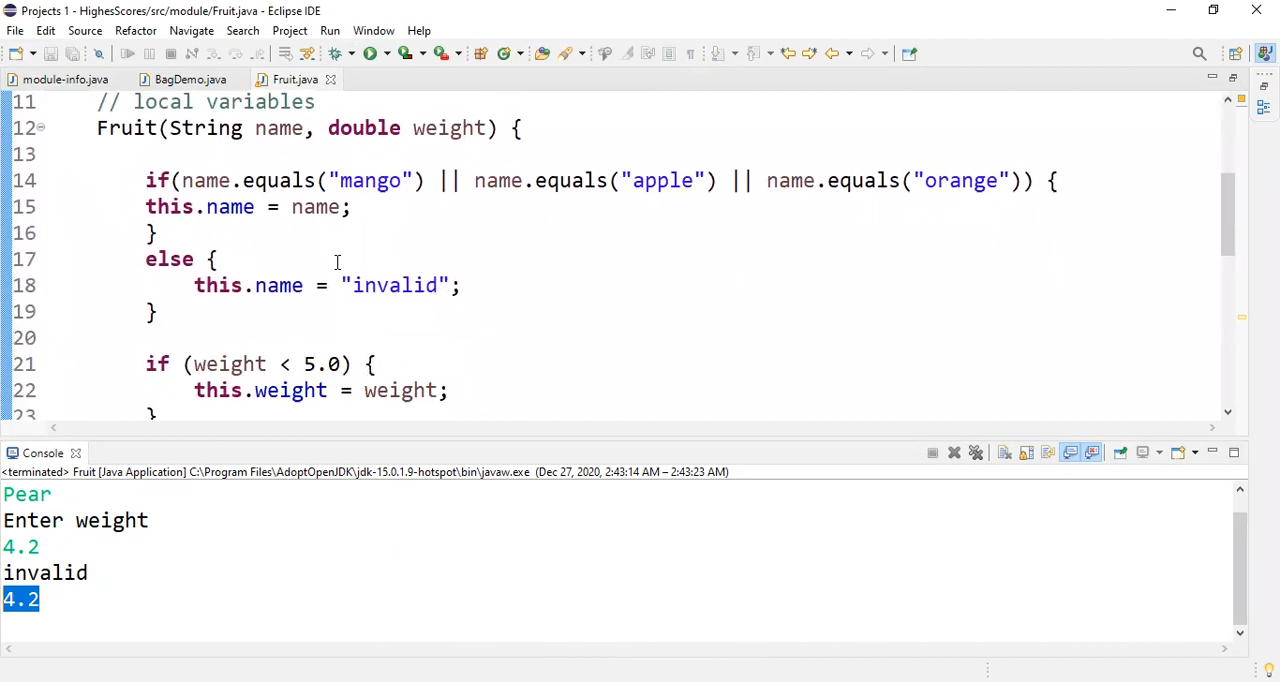 Projects 1 - HighesScores/src/module/Fruit.java - Eclipse IDE
File Edit Source Refactor Navigate Search Project Run Window Help
module-info.java BagDemo.java Fruit.java
11 // local variables
12 Fruit(String name, double weight) {
13
14 if(name.equals("mango") || name.equals("apple") || name.equals("orange")) {
15 this.name = name;
16 }
17 else {
18 this.name = "invalid";
19 }
20
21 if (weight < 5.0) {
22 this.weight = weight;
23 }
Console
<terminated> Fruit [Java Application] C:\Program Files\AdoptOpenJDK\jdk-15.0.1.9-hotspot\bin\javaw.exe (Dec 27, 2020, 2:43:14 AM – 2:43:23 AM)
Pear
Enter weight
4.2
invalid
4.2